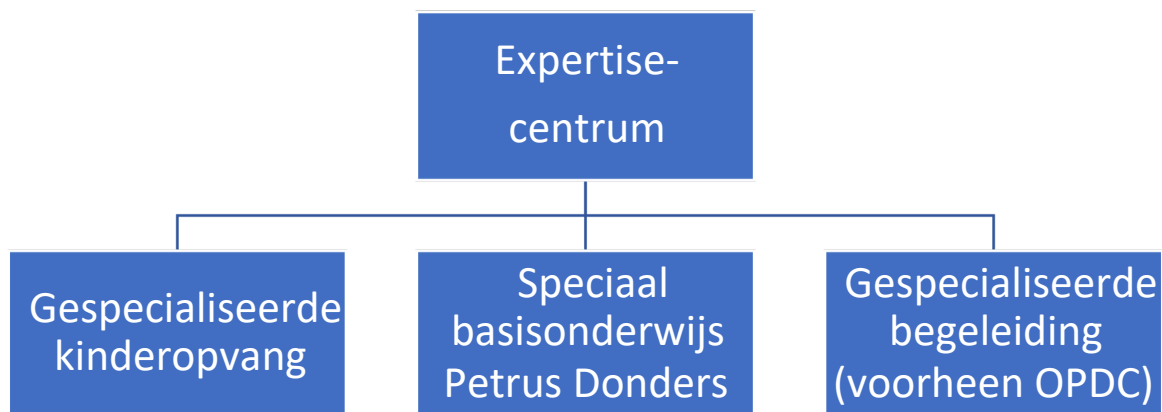 Expertise-
centrum
Gespecialiseerde
kinderopvang
Speciaal
basisonderwijs
Petrus Donders
Gespecialiseerde
begeleiding
(voorheen OPDC)